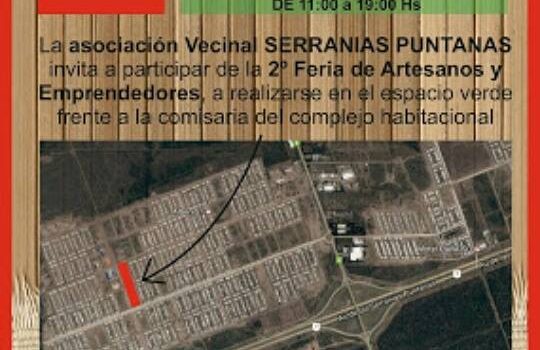 DE 11:00 a 19:00 Hs
La asociación Vecinal SERRANIAS PUNTANAS
invita a participar de la 2º Feria de Artesanos y
Emprendedores, a realizarse en el espacio verde
frente a la comisaria del complejo habitacional